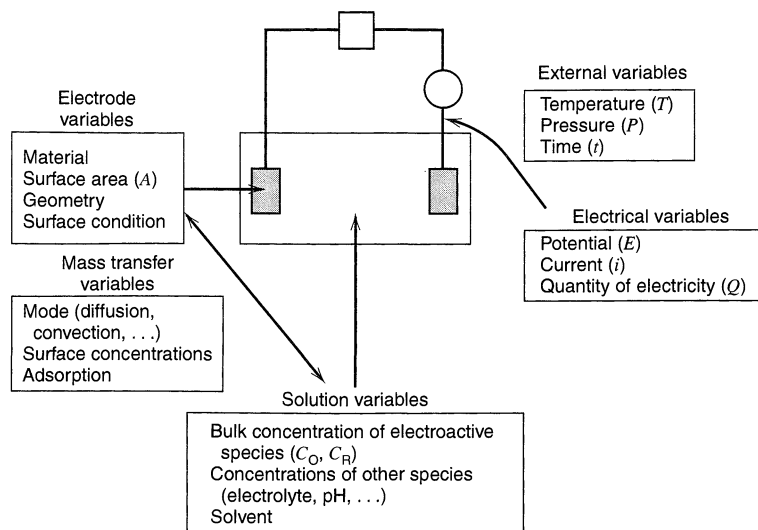 Electrode
variables
Material
Surface area (A)
Geometry
Surface condition
Mass transfer
variables
Mode (diffusion,
convection, . . .)
Surface concentrations
Adsorption
External variables
Temperature (T)
Pressure (P)
Time (t)
Electrical variables
Potential (E)
Current (i)
Quantity of electricity (Q)
Solution variables
Bulk concentration of electroactive
species (C_O, C_R)
Concentrations of other species
(electrolyte, pH, . . .)
Solvent